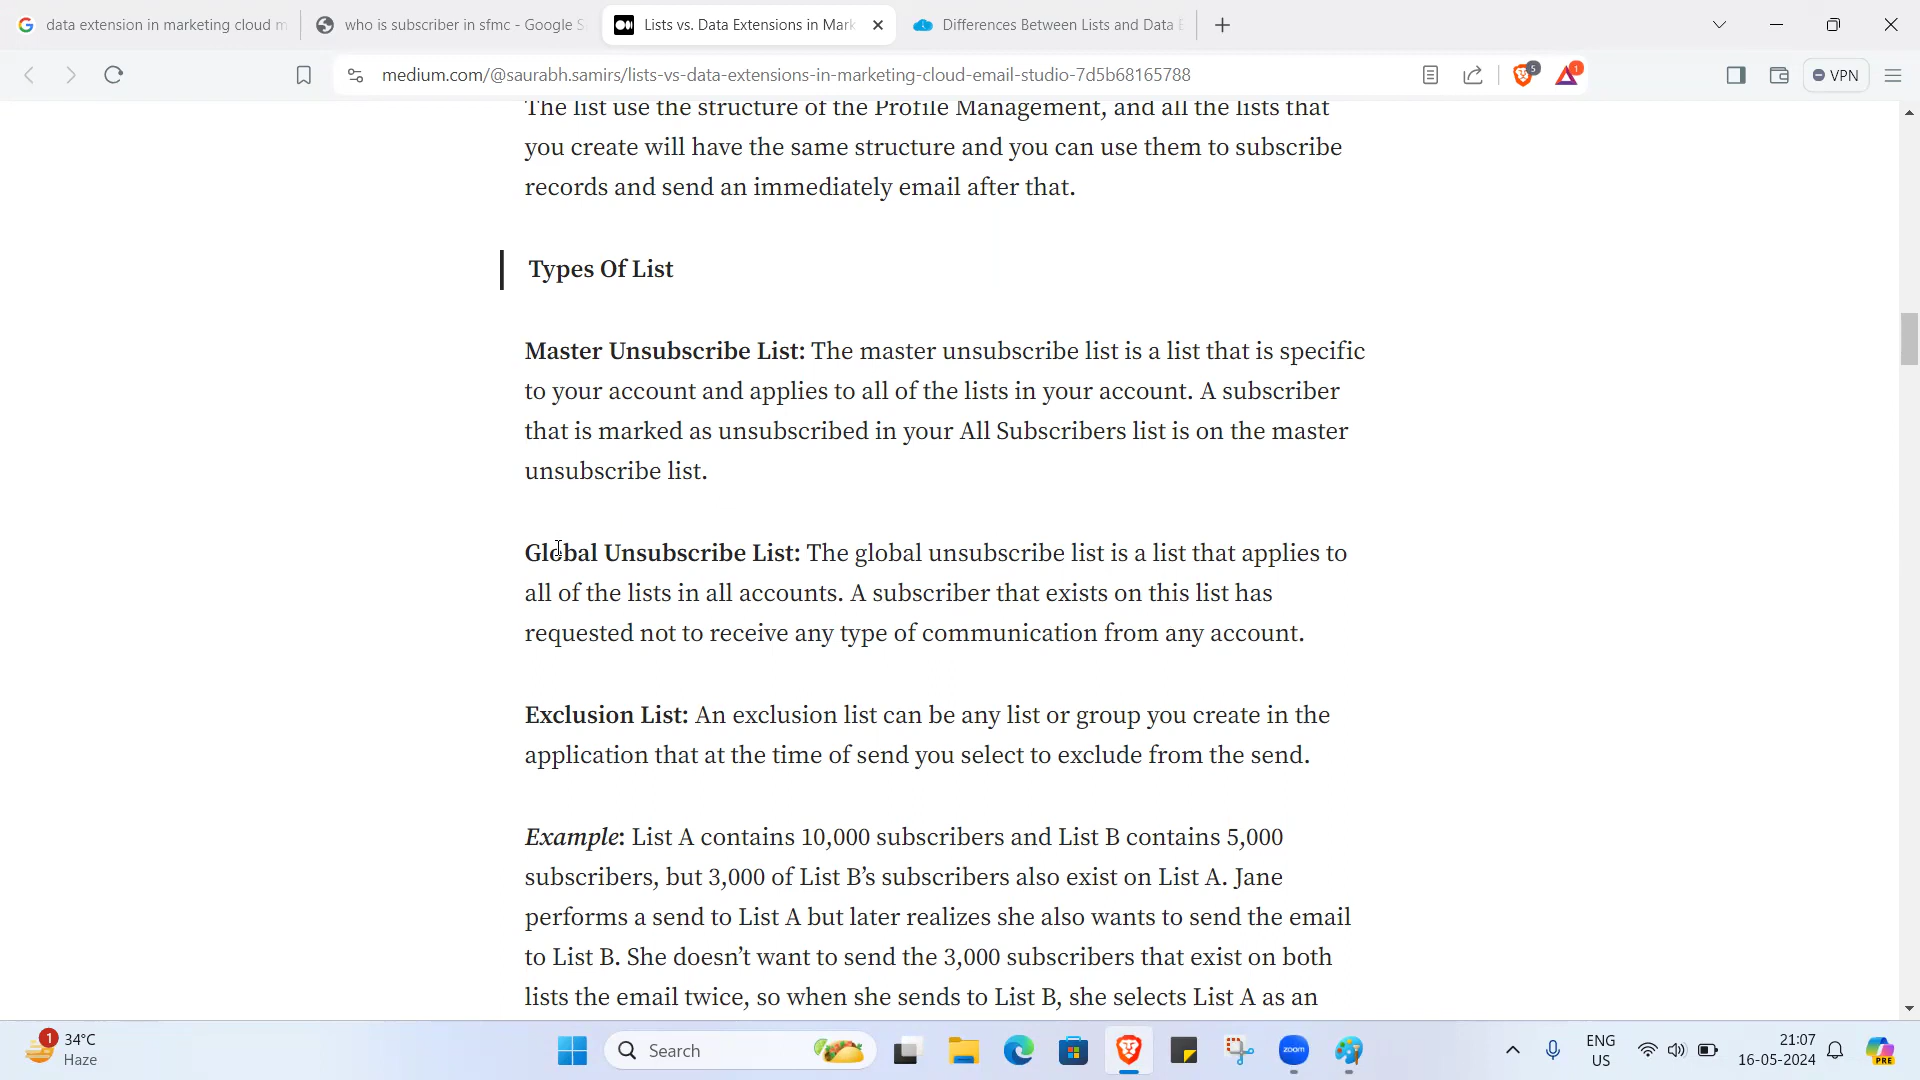 data extension in marketing cloud m
who is subscriber in sfmc - Google S
Lists vs. Data Extensions in Mark
Differences Between Lists and Data E
medium.com/@saurabh.samirs/lists-vs-data-extensions-in-marketing-cloud-email-studio-7d5b68165788
5
1
VPN
The list use the structure of the Profile Management, and all the lists that
you create will have the same structure and you can use them to subscribe
records and send an immediately email after that.
Types Of List
Master Unsubscribe List: The master unsubscribe list is a list that is specific
to your account and applies to all of the lists in your account. A subscriber
that is marked as unsubscribed in your All Subscribers list is on the master
unsubscribe list.
Global Unsubscribe List: The global unsubscribe list is a list that applies to
all of the lists in all accounts. A subscriber that exists on this list has
requested not to receive any type of communication from any account.
Exclusion List: An exclusion list can be any list or group you create in the
application that at the time of send you select to exclude from the send.
Example: List A contains 10,000 subscribers and List B contains 5,000
subscribers, but 3,000 of List B’s subscribers also exist on List A. Jane
performs a send to List A but later realizes she also wants to send the email
to List B. She doesn’t want to send the 3,000 subscribers that exist on both
lists the email twice, so when she sends to List B, she selects List A as an
1
34°C
Haze
Search
zoom
ENG
US
21:07
16-05-2024
PRE